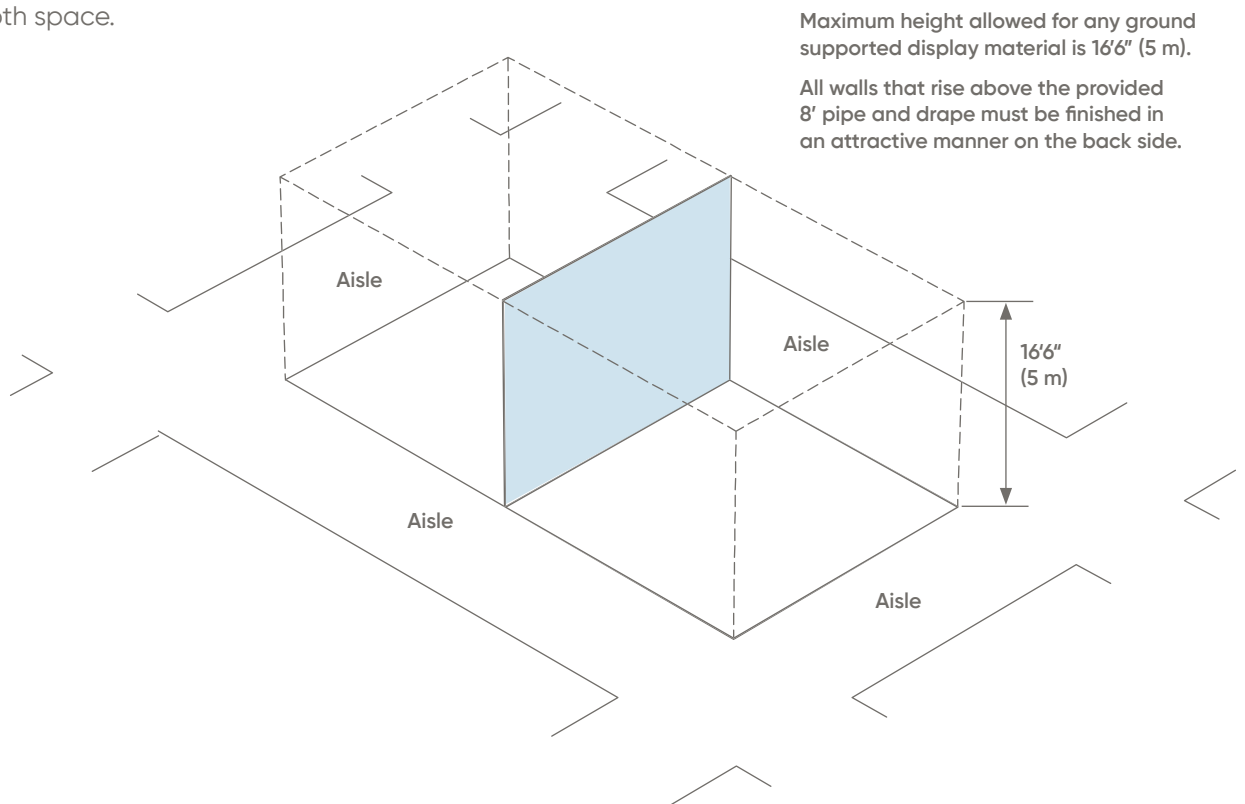 oth space.
Maximum height allowed for any ground
supported display material is 16'6" (5 m).
All walls that rise above the provided
8' pipe and drape must be finished in
an attractive manner on the back side.
Aisle
Aisle
16'6"
(5 m)
Aisle
Aisle